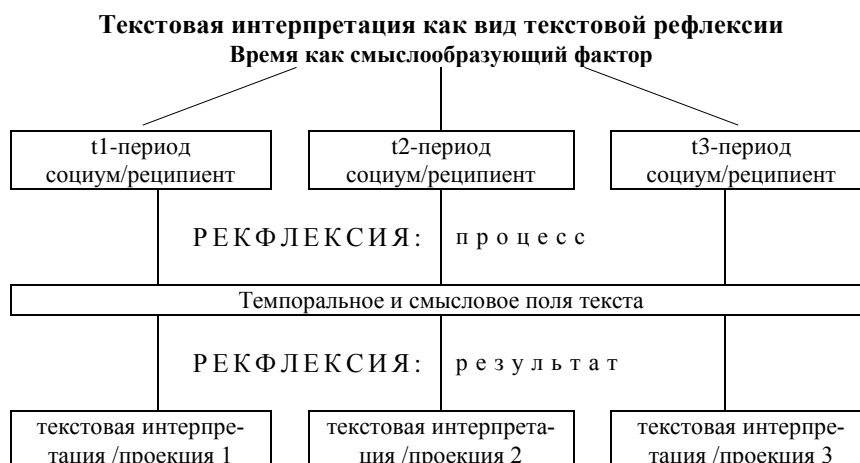 Текстовая интерпретация как вид текстовой рефлексии
Время как смыслообразующий фактор
t1-период
социум/реципиент
t2-период
социум/реципиент
t3-период
социум/реципиент
РЕКФЛЕКСИЯ: процесс
Темпоральное и смысловое поля текста
РЕКФЛЕКСИЯ: результат
текстовая интерпре-
тация /проекция 1
текстовая интерпрета-
ция /проекция 2
текстовая интерпре-
тация /проекция 3